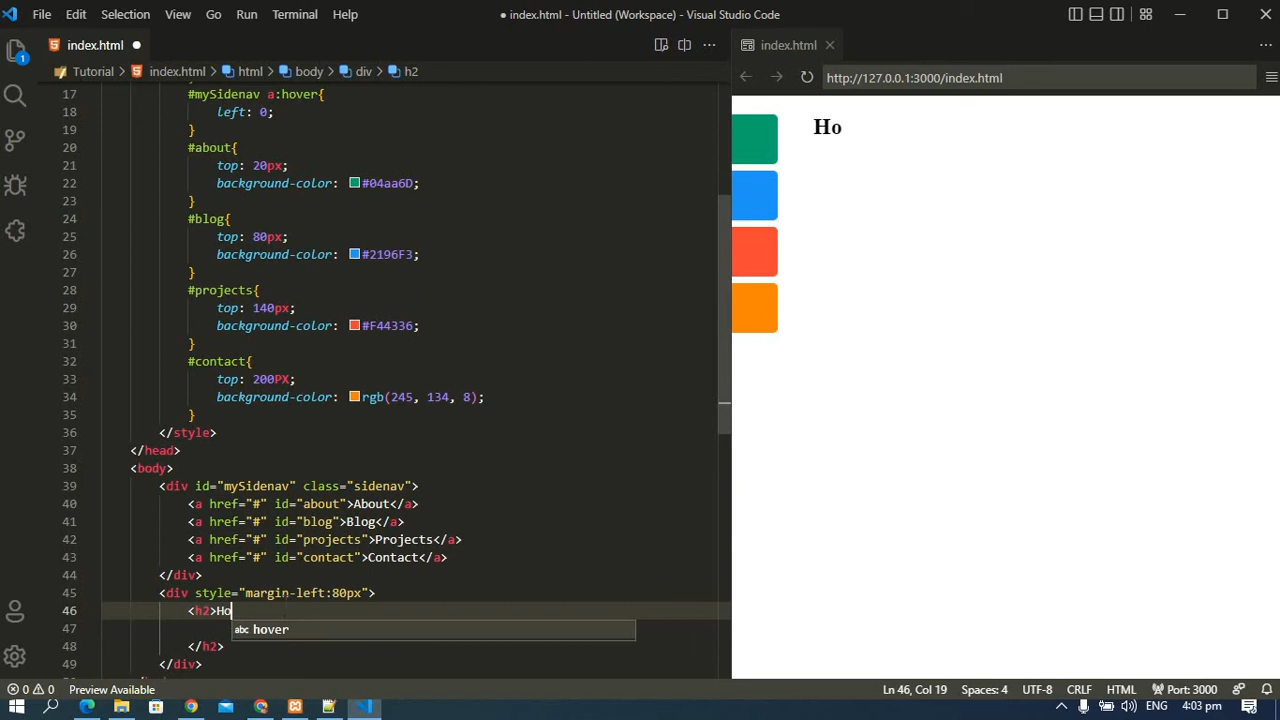 File Edit Selection View Go Run Terminal Help
● index.html - Untitled (Workspace) - Visual Studio Code
1
index.html
index.html
Tutorial > index.html > html > body > div > h2
http://127.0.0.1:3000/index.html
17 #mySidenav a:hover{
18 left: 0;
19 }
20 #about{
21 top: 20px;
22 background-color: #04aa6D;
23 }
24 #blog{
25 top: 80px;
26 background-color: #2196F3;
27 }
28 #projects{
29 top: 140px;
30 background-color: #F44336;
31 }
32 #contact{
33 top: 200PX;
34 background-color: rgb(245, 134, 8);
35 }
36 </style>
37 </head>
38 <body>
39 <div id="mySidenav" class="sidenav">
40 <a href="#" id="about">About</a>
41 <a href="#" id="blog">Blog</a>
42 <a href="#" id="projects">Projects</a>
43 <a href="#" id="contact">Contact</a>
44 </div>
45 <div style="margin-left:80px">
46 <h2>Ho
47
abc hover
48 </h2>
49 </div>
Ho
0 0 Preview Available
Ln 46, Col 19 Spaces: 4 UTF-8 CRLF HTML Port: 3000
ENG 4:03 pm